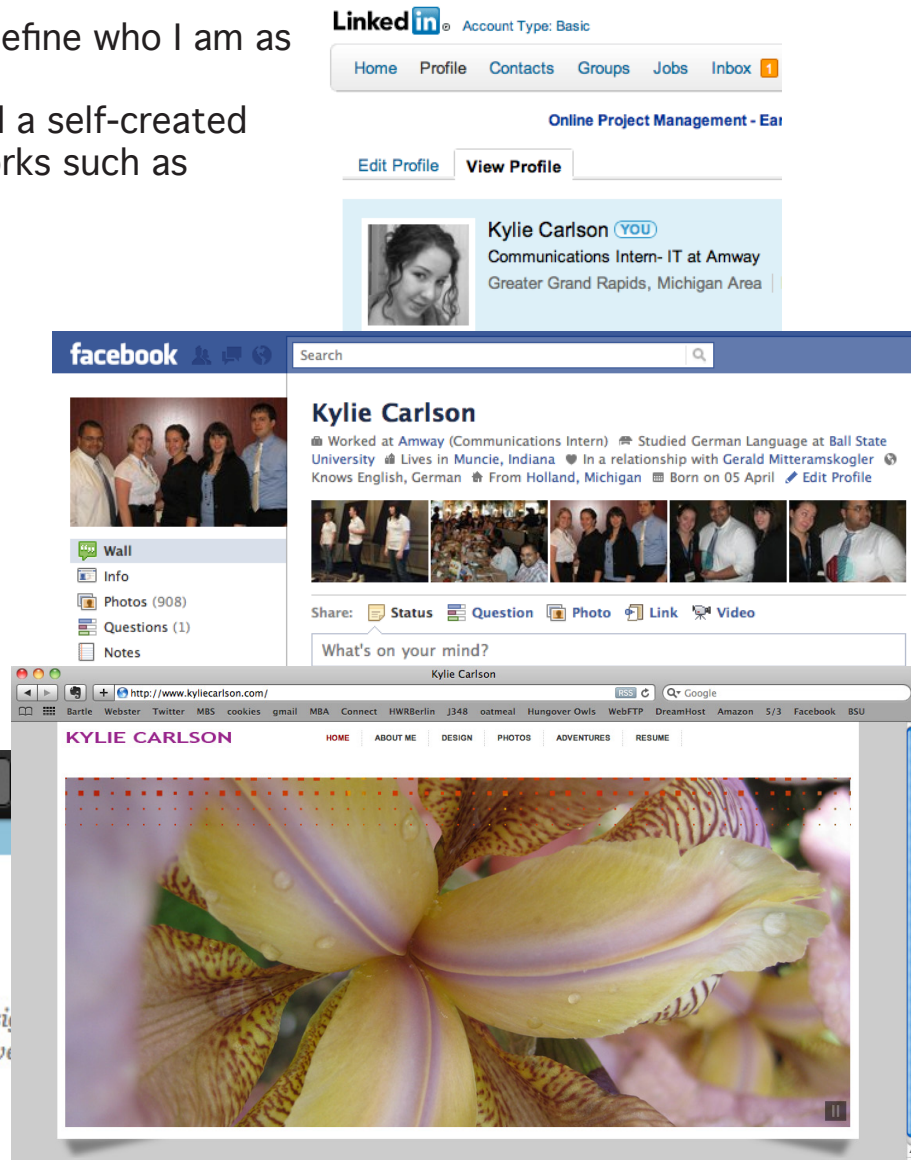 efine who I am as
a self-created
rks such as
Linked in® Account Type: Basic
Home Profile Contacts Groups Jobs Inbox 1
Online Project Management - Ear
Edit Profile View Profile
Kylie Carlson YOU
Communications Intern- IT at Amway
Greater Grand Rapids, Michigan Area
facebook Search
Kylie Carlson
Worked at Amway (Communications Intern) Studied German Language at Ball State
University Lives in Muncie, Indiana In a relationship with Gerald Mitteramskogler
Knows English, German From Holland, Michigan Born on 05 April Edit Profile
Wall
Info
Photos (908)
Questions (1)
Notes
Share: Status Question Photo Link Video
What's on your mind?
Kylie Carlson
http://www.kyliecarlson.com/ RSS Google
Bartle Webster Twitter MBS cookies gmail MBA Connect HWRBerlin J348 oatmeal Hungover Owls WebFTP DreamHost Amazon 5/3 Facebook BSU
KYLIE CARLSON HOME ABOUT ME DESIGN PHOTOS ADVENTURES RESUME